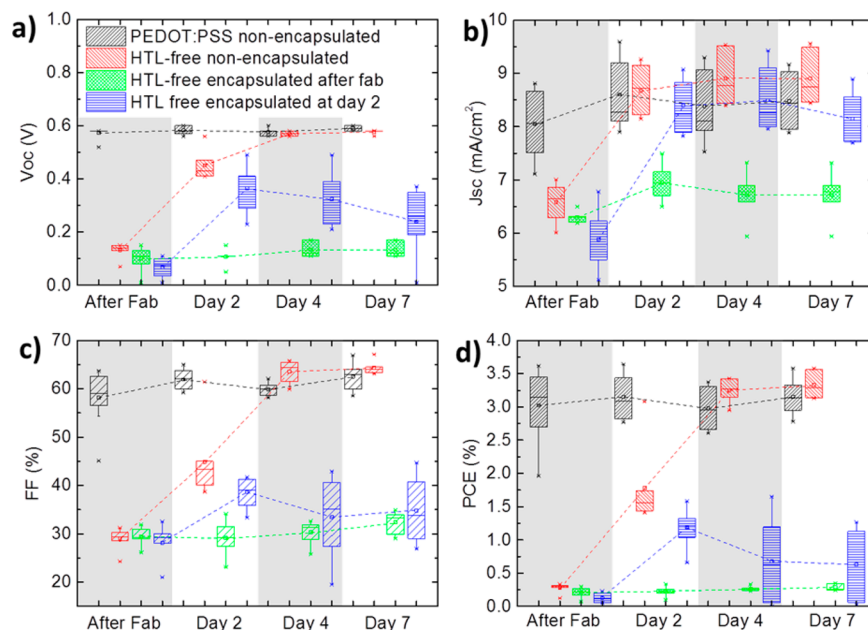 a)
PEDOT:PSS non-encapsulated
HTL-free non-encapsulated
HTL-free encapsulated after fab
HTL free encapsulated at day 2
1.0
0.8
0.6
0.4
0.2
0.0
Voc (V)
After Fab Day 2 Day 4 Day 7
b)
10
9
8
7
6
5
Jsc (mA/cm²)
After Fab Day 2 Day 4 Day 7
c)
70
60
50
40
30
20
FF (%)
After Fab Day 2 Day 4 Day 7
d)
4.0
3.5
3.0
2.5
2.0
1.5
1.0
0.5
0.0
PCE (%)
After Fab Day 2 Day 4 Day 7